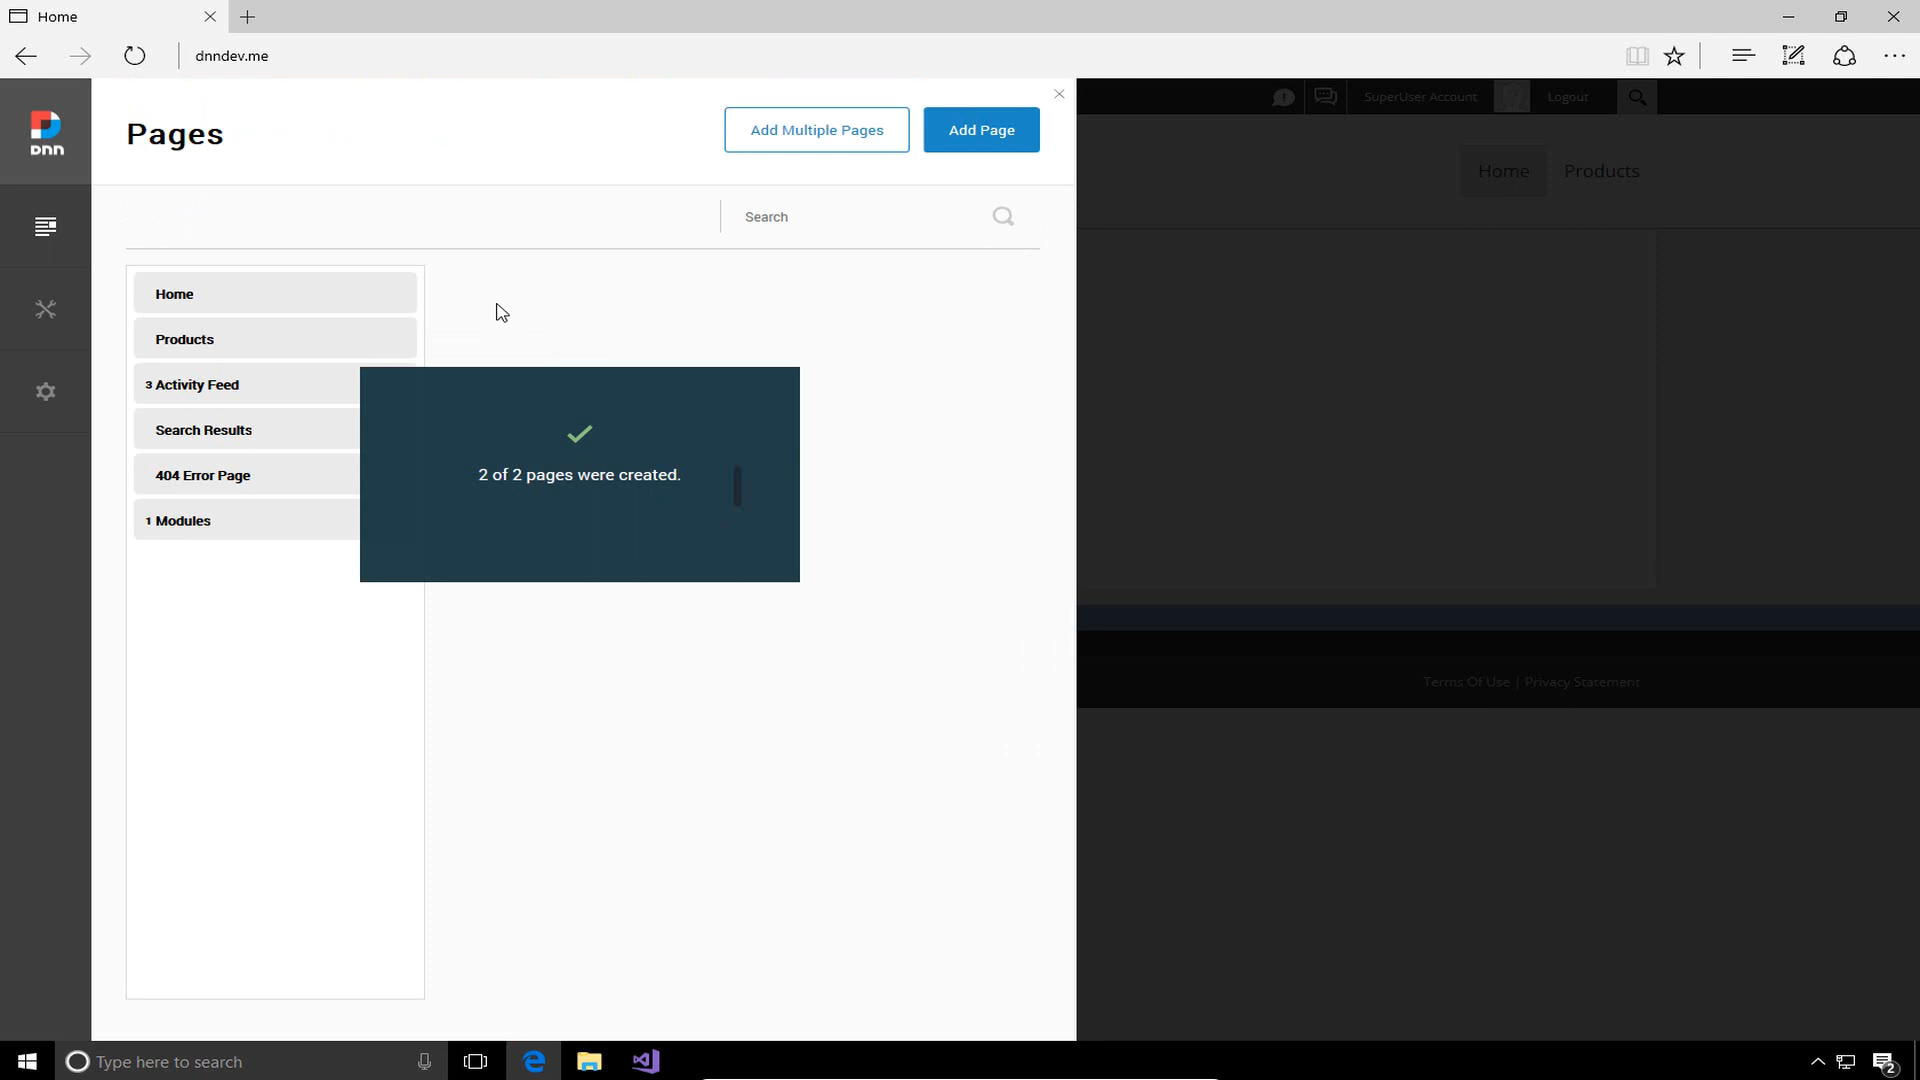 Home
dnndev.me
DNN
Pages
Add Multiple Pages
Add Page
SuperUser Account
Logout
Home
Products
Search
Home
Products
3 Activity Feed
Search Results
404 Error Page
1 Modules
2 of 2 pages were created.
Terms Of Use | Privacy Statement
Type here to search
2